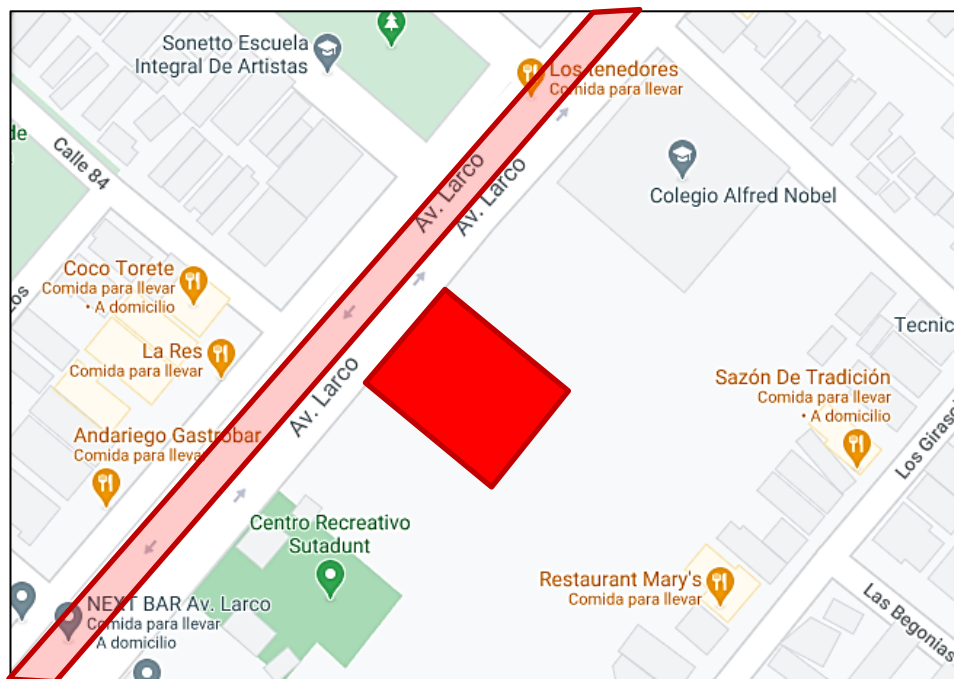 Sonetto Escuela
Integral De Artistas
Los tenedores
Comida para llevar
de
Calle 84
Av. Larco
Av. Larco
Colegio Alfred Nobel
Coco Torete
Comida para llevar
• A domicilio
los
La Res
Comida para llevar
Av. Larco
Tecnic
Sazón De Tradición
Comida para llevar
• A domicilio
Andariego Gastrobar
Comida para llevar
Los Giraso
Centro Recreativo
Sutadunt
Restaurant Mary's
Comida para llevar
NEXT BAR Av. Larco
Comida para llevar
A domicilio
Las Begonias